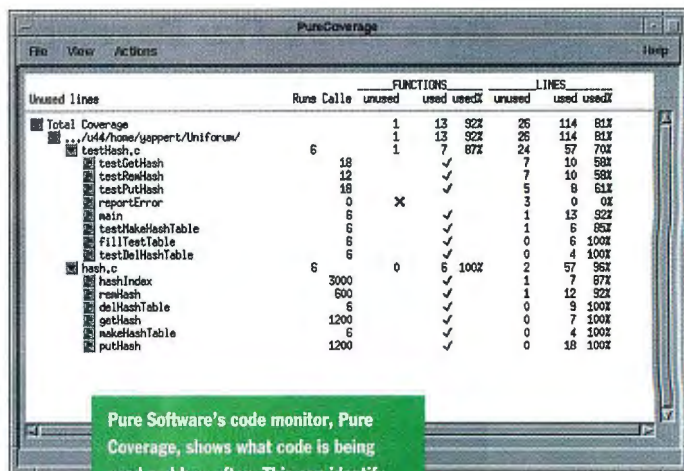 PureCoverage
File View Actions Help
FUNCTIONS LINES
Unused lines Runs Calls unused used used% unused used used%
Total Coverage 1 13 92% 26 114 81%
.../u44/home/yappert/Uniforum/ 1 13 92% 26 114 81%
testHash.c 6 1 7 87% 24 57 70%
testGetHash 18 ✓ 7 10 58%
testRemHash 12 ✓ 7 10 58%
testPutHash 18 ✓ 5 8 61%
reportError 0 ✗ 3 0 0%
main 6 ✓ 1 13 92%
testMakeHashTable 6 ✓ 1 6 85%
fillTestTable 6 ✓ 0 6 100%
testDelHashTable 6 ✓ 0 4 100%
hash.c 6 0 6 100% 2 57 96%
hashIndex 3000 ✓ 1 7 87%
remHash 600 ✓ 1 12 92%
delHashTable 6 ✓ 0 9 100%
getHash 1200 ✓ 0 7 100%
makeHashTable 6 ✓ 0 4 100%
putHash 1200 ✓ 0 18 100%
Pure Software's code monitor, Pure
Coverage, shows what code is being